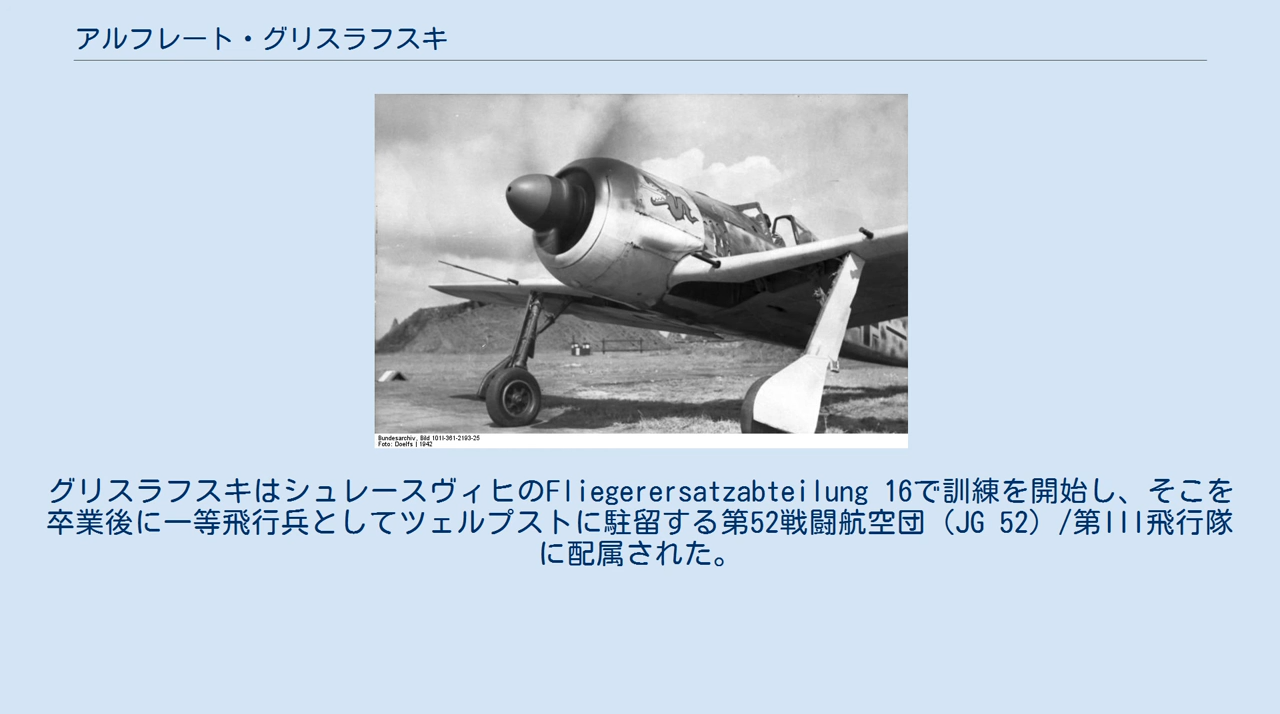 アルフレート・グリスラフスキ
Bundesarchiv, Bild 101I-361-2193-25
Foto: Doelfs | 1942
グリスラフスキはシュレースヴィヒのFliegerersatzabteilung 16で訓練を開始し、そこを
卒業後に一等飛行兵としてツェルプストに駐留する第52戦闘航空団（JG 52）/第III飛行隊
に配属された。